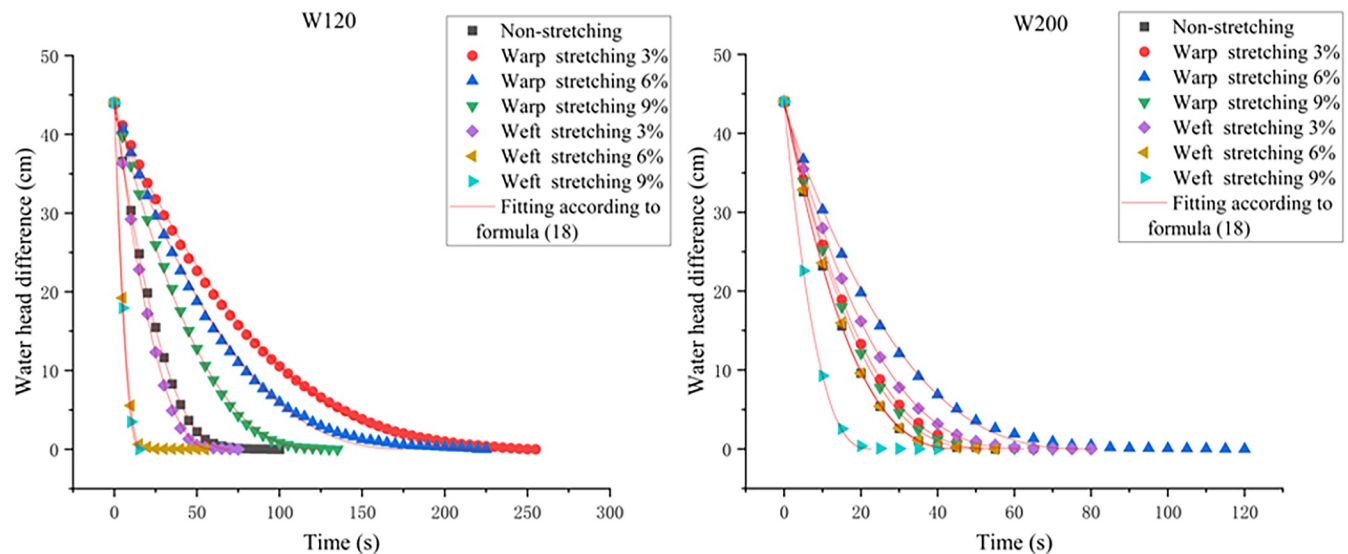 W120
Non-stretching
Warp stretching 3%
Warp stretching 6%
Warp stretching 9%
Weft stretching 3%
Weft stretching 6%
Weft stretching 9%
Fitting according to
formula (18)
50
40
30
20
10
0
Water head difference (cm)
0 50 100 150 200 250 300
Time (s)
W200
Non-stretching
Warp stretching 3%
Warp stretching 6%
Warp stretching 9%
Weft stretching 3%
Weft stretching 6%
Weft stretching 9%
Fitting according to
formula (18)
50
40
30
20
10
0
Water head difference (cm)
0 20 40 60 80 100 120
Time (s)